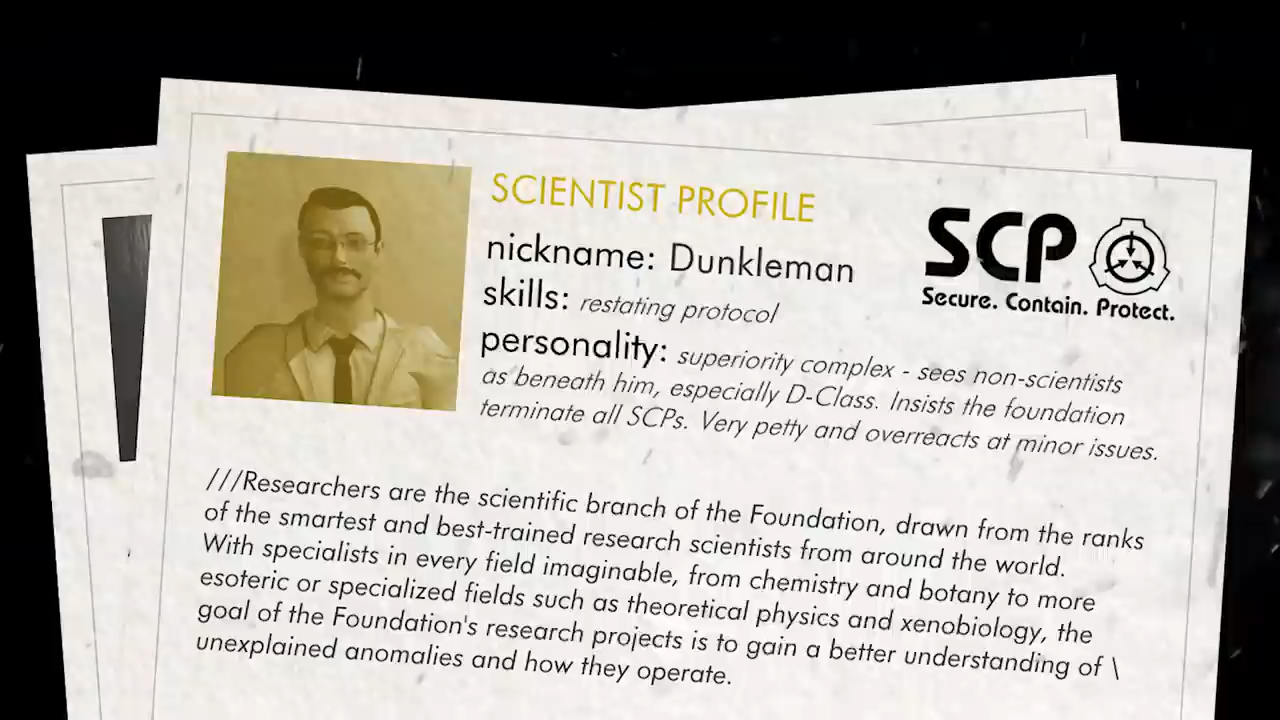 SCIENTIST PROFILE
nickname: Dunkleman
skills: restating protocol
personality: superiority complex - sees non-scientists
as beneath him, especially D-Class. Insists the foundation
terminate all SCPs. Very petty and overreacts at minor issues.
SCP
Secure. Contain. Protect.
///Researchers are the scientific branch of the Foundation, drawn from the ranks
of the smartest and best-trained research scientists from around the world.
With specialists in every field imaginable, from chemistry and botany to more
esoteric or specialized fields such as theoretical physics and xenobiology, the
goal of the Foundation's research projects is to gain a better understanding of \
unexplained anomalies and how they operate.